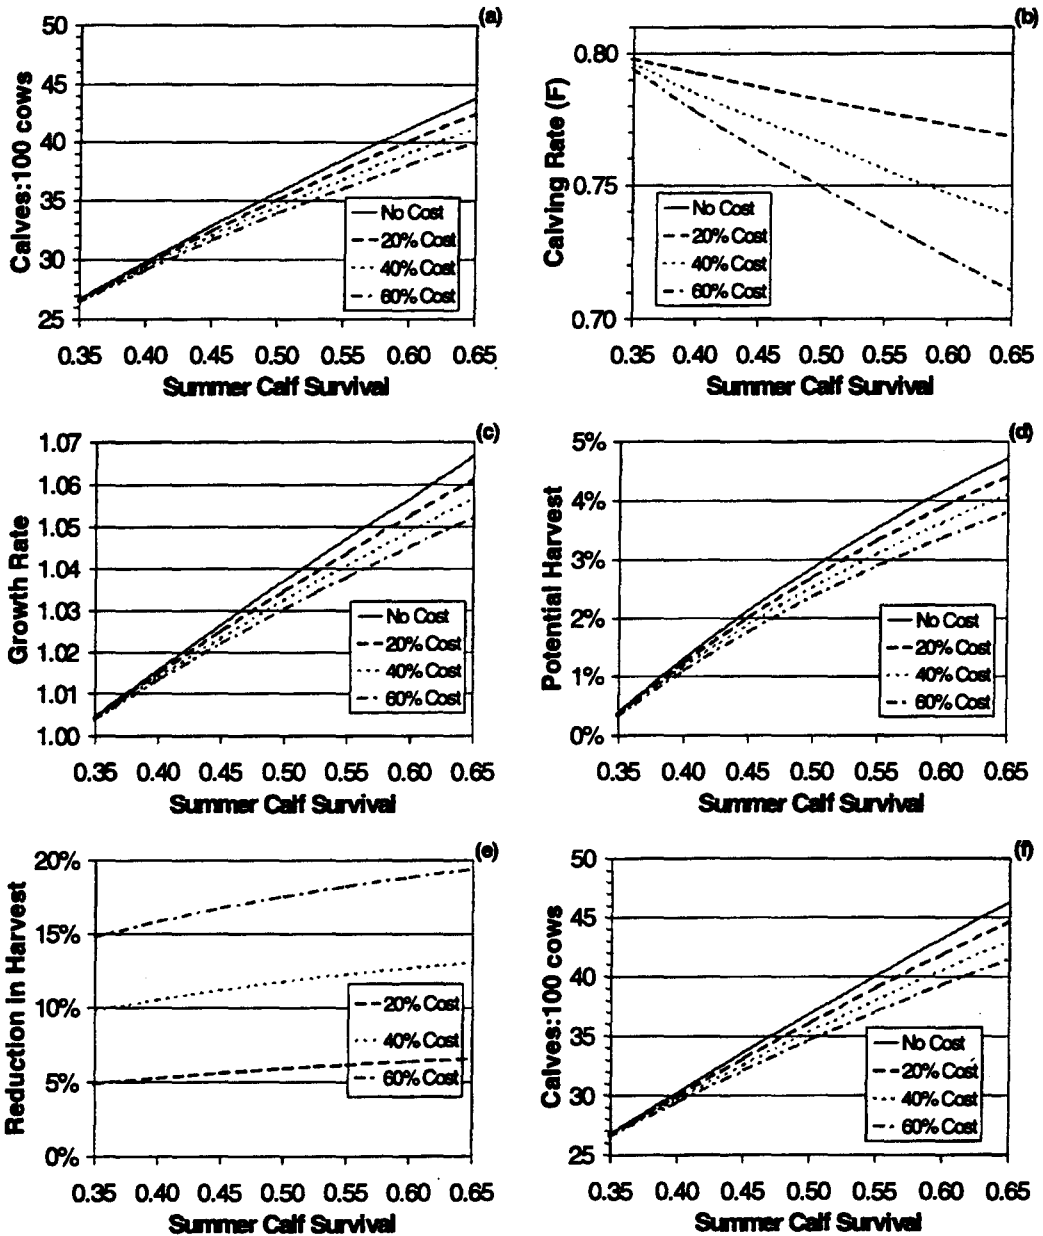 (a)
50
45
40
35
30
25
Calves:100 cows
No Cost
20% Cost
40% Cost
60% Cost
0.35 0.40 0.45 0.50 0.55 0.60 0.65
Summer Calf Survival
(b)
0.80
0.75
0.70
Calving Rate (F)
No Cost
20% Cost
40% Cost
60% Cost
0.35 0.40 0.45 0.50 0.55 0.60 0.65
Summer Calf Survival
(c)
1.07
1.06
1.05
1.04
1.03
1.02
1.01
1.00
Growth Rate
No Cost
20% Cost
40% Cost
60% Cost
0.35 0.40 0.45 0.50 0.55 0.60 0.65
Summer Calf Survival
(d)
5%
4%
3%
2%
1%
0%
Potential Harvest
No Cost
20% Cost
40% Cost
60% Cost
0.35 0.40 0.45 0.50 0.55 0.60 0.65
Summer Calf Survival
(e)
20%
15%
10%
5%
0%
Reduction in Harvest
20% Cost
40% Cost
60% Cost
0.35 0.40 0.45 0.50 0.55 0.60 0.65
Summer Calf Survival
(f)
50
45
40
35
30
25
Calves:100 cows
No Cost
20% Cost
40% Cost
60% Cost
0.35 0.40 0.45 0.50 0.55 0.60 0.65
Summer Calf Survival